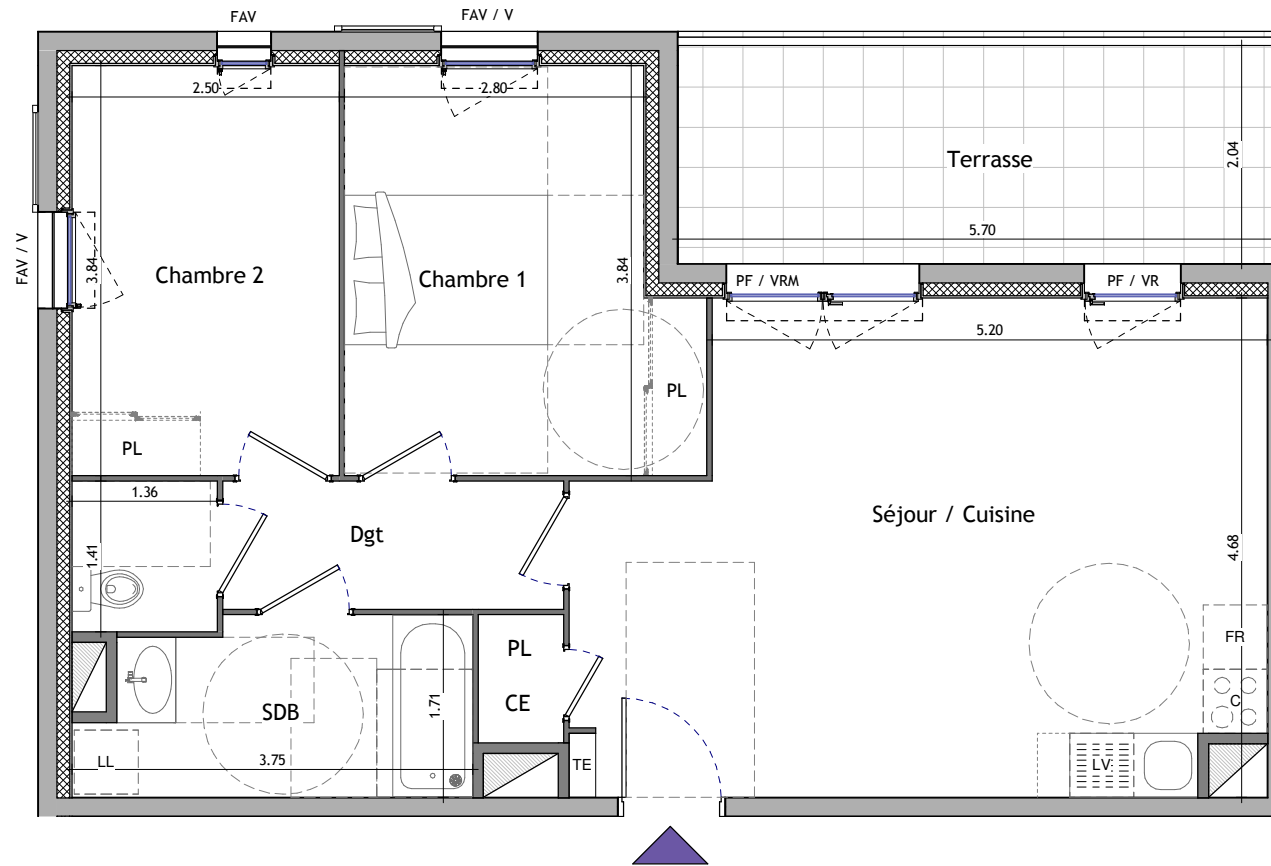 FAV
FAV / V
2.50
2.80
Terrasse
2.04
5.70
FAV / V
3.84
Chambre 2
Chambre 1
3.84
PF / VRM
PF / VR
5.20
PL
PL
1.36
1.41
Dgt
Séjour / Cuisine
4.68
PL
CE
FR
C
SDB
1.71
LL
3.75
TE
LV